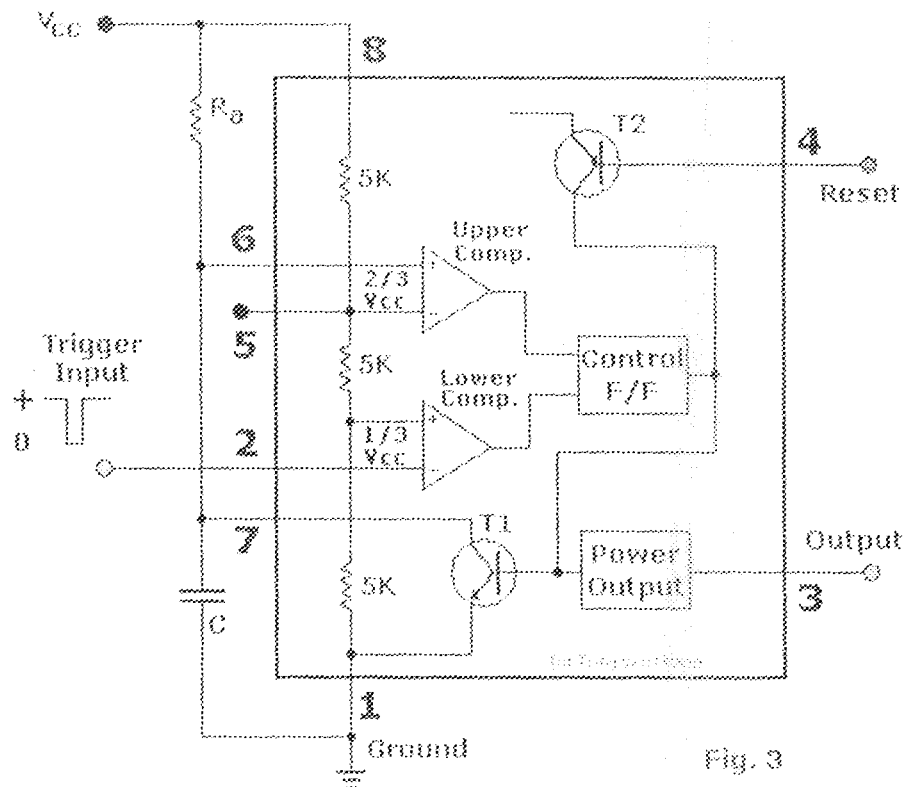 Vcc
8
Ra
T2
4
5K
Reset
6
Upper
Comp.
2/3
Vcc
5
Trigger
Input
5K
Control
F/F
Lower
Comp.
+
0
2
1/3
Vcc
7
T1
Output
Power
Output
5K
3
C
1
Ground
Fig. 3